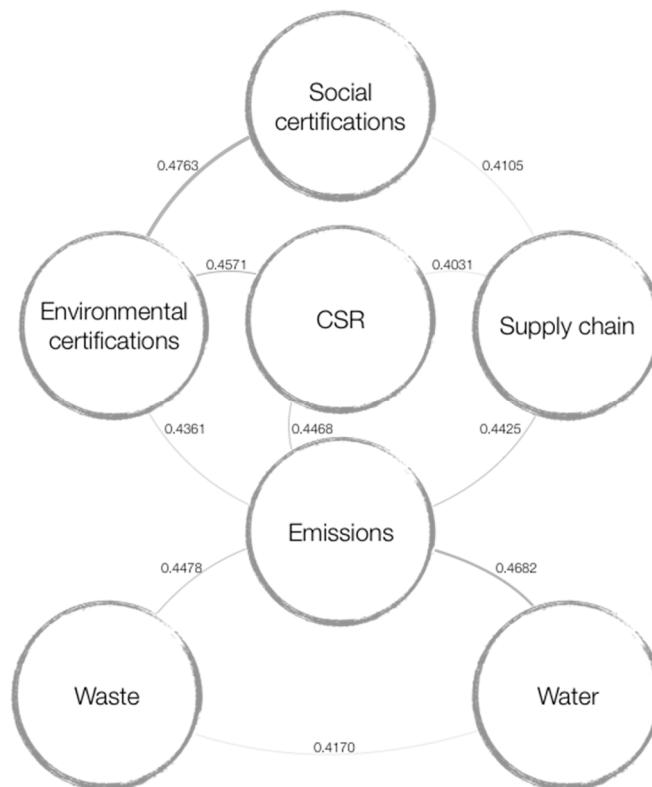 Social
certifications
0.4763
0.4105
Environmental
certifications
0.4571
CSR
0.4031
Supply chain
0.4361
0.4468
0.4425
Emissions
0.4478
0.4682
Waste
Water
0.4170